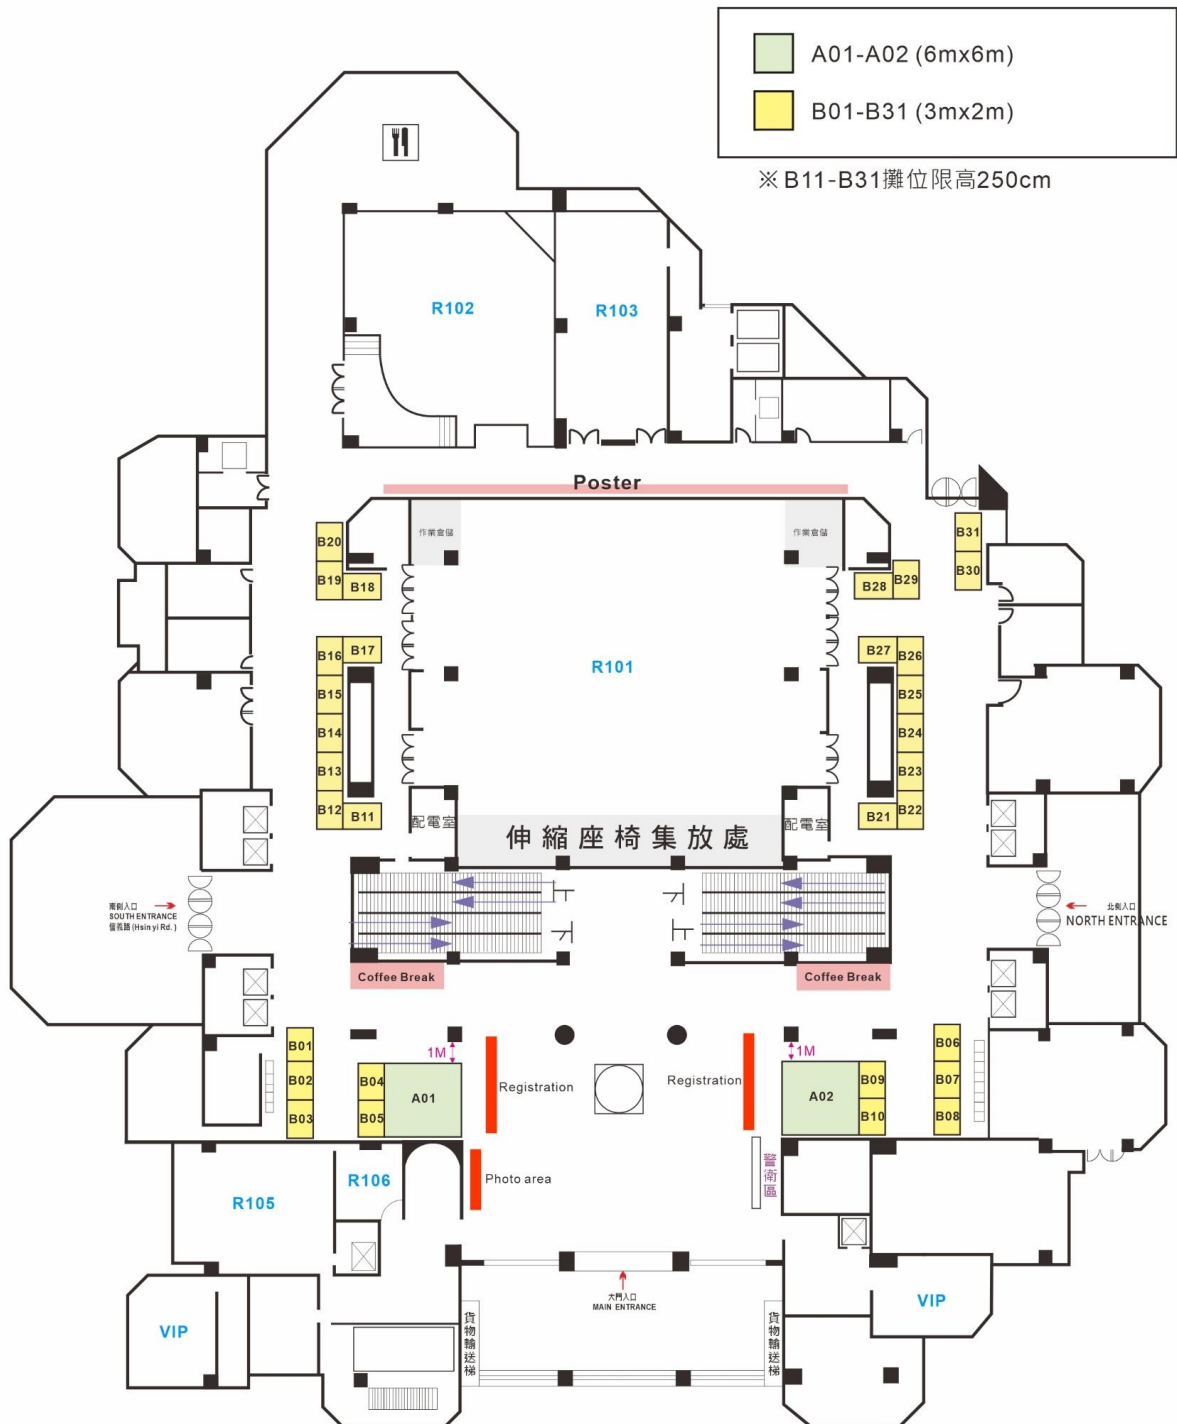 A01-A02 (6mx6m)
B01-B31 (3mx2m)
※ B11-B31攤位限高250cm
R102
R103
Poster
作業倉儲
作業倉儲
B20
B19
B18
B28
B29
B31
B30
B16
B17
B15
B14
B13
B12
B11
R101
B27
B26
B25
B24
B23
B22
B21
配電室
配電室
伸縮座椅集放處
上
下
上
下
南側入口
SOUTH ENTRANCE
信義路 (Hsin yi Rd. )
北側入口
NORTH ENTRANCE
Coffee Break
Coffee Break
B01
B02
B03
B04
B05
1M
A01
Registration
Registration
1M
A02
B09
B10
B06
B07
B08
Photo area
警衛區
R105
R106
大門入口
MAIN ENTRANCE
貨物輸送梯
貨物輸送梯
VIP
VIP